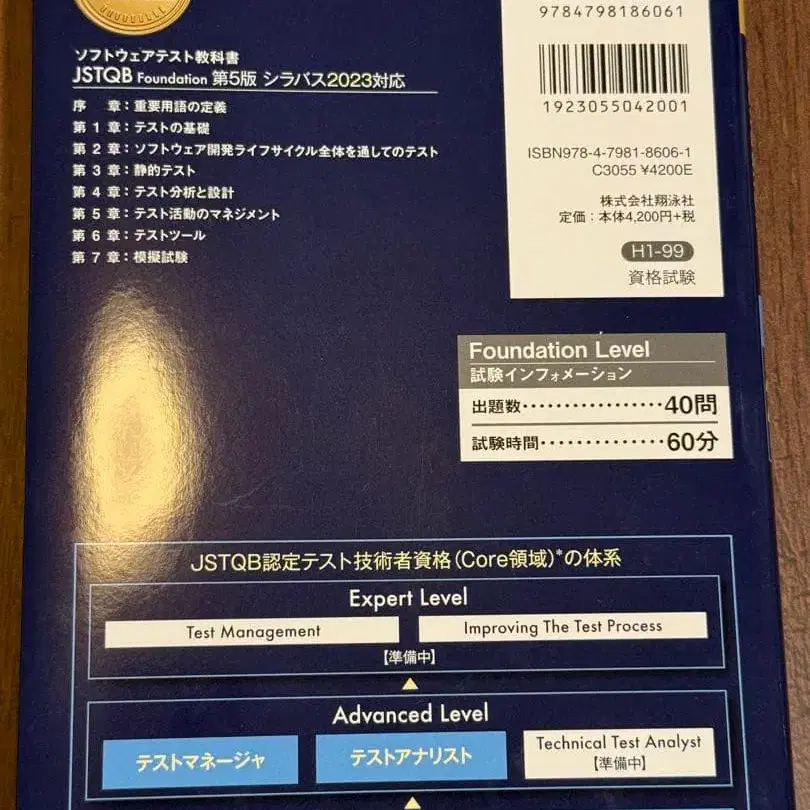 9784798186061
1923055042001
ISBN978-4-7981-8606-1
C3055 ¥4200E
株式会社翔泳社
定価：本体4,200円+税
H1-99
資格試験
ソフトウェアテスト教科書
JSTQB Foundation 第5版 シラバス2023対応
序　章：重要用語の定義
第 1 章：テストの基礎
第 2 章：ソフトウェア開発ライフサイクル全体を通してのテスト
第 3 章：静的テスト
第 4 章：テスト分析と設計
第 5 章：テスト活動のマネジメント
第 6 章：テストツール
第 7 章：模擬試験
Foundation Level
試験インフォメーション
出題数･････････････････40問
試験時間･･････････････60分
JSTQB認定テスト技術者資格（Core領域）*の体系
Expert Level
Test Management
Improving The Test Process
【準備中】
Advanced Level
テストマネージャ
テストアナリスト
Technical Test Analyst
【準備中】